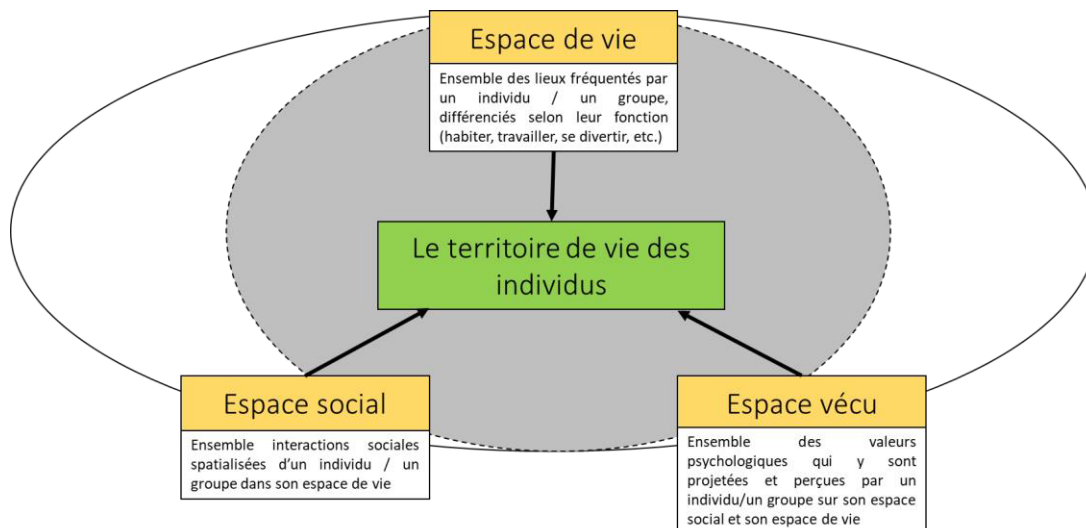 Espace de vie
Ensemble des lieux fréquentés par
un individu / un groupe,
différenciés selon leur fonction
(habiter, travailler, se divertir, etc.)
Le territoire de vie des
individus
Espace social
Ensemble interactions sociales
spatialisées d’un individu / un
groupe dans son espace de vie
Espace vécu
Ensemble des valeurs
psychologiques qui y sont
projetées et perçues par un
individu/un groupe sur son espace
social et son espace de vie